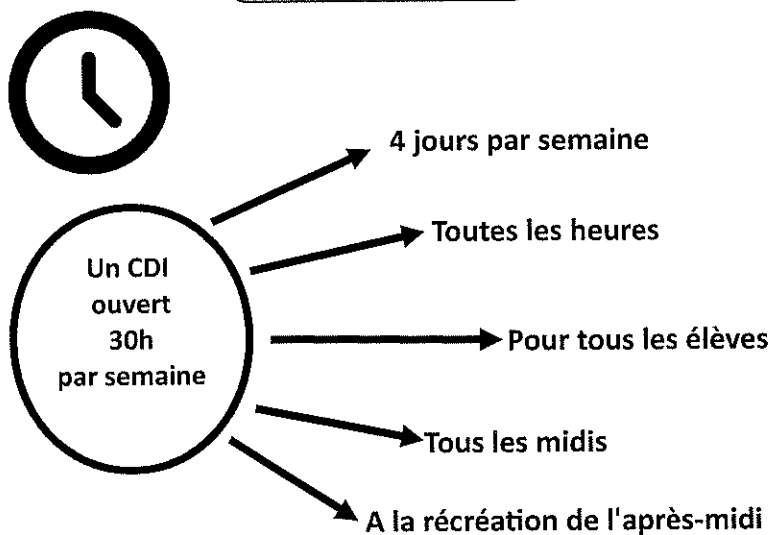 4 jours par semaine
Toutes les heures
Un CDI
ouvert
30h
par semaine
Pour tous les élèves
Tous les midis
A la récréation de l'après-midi